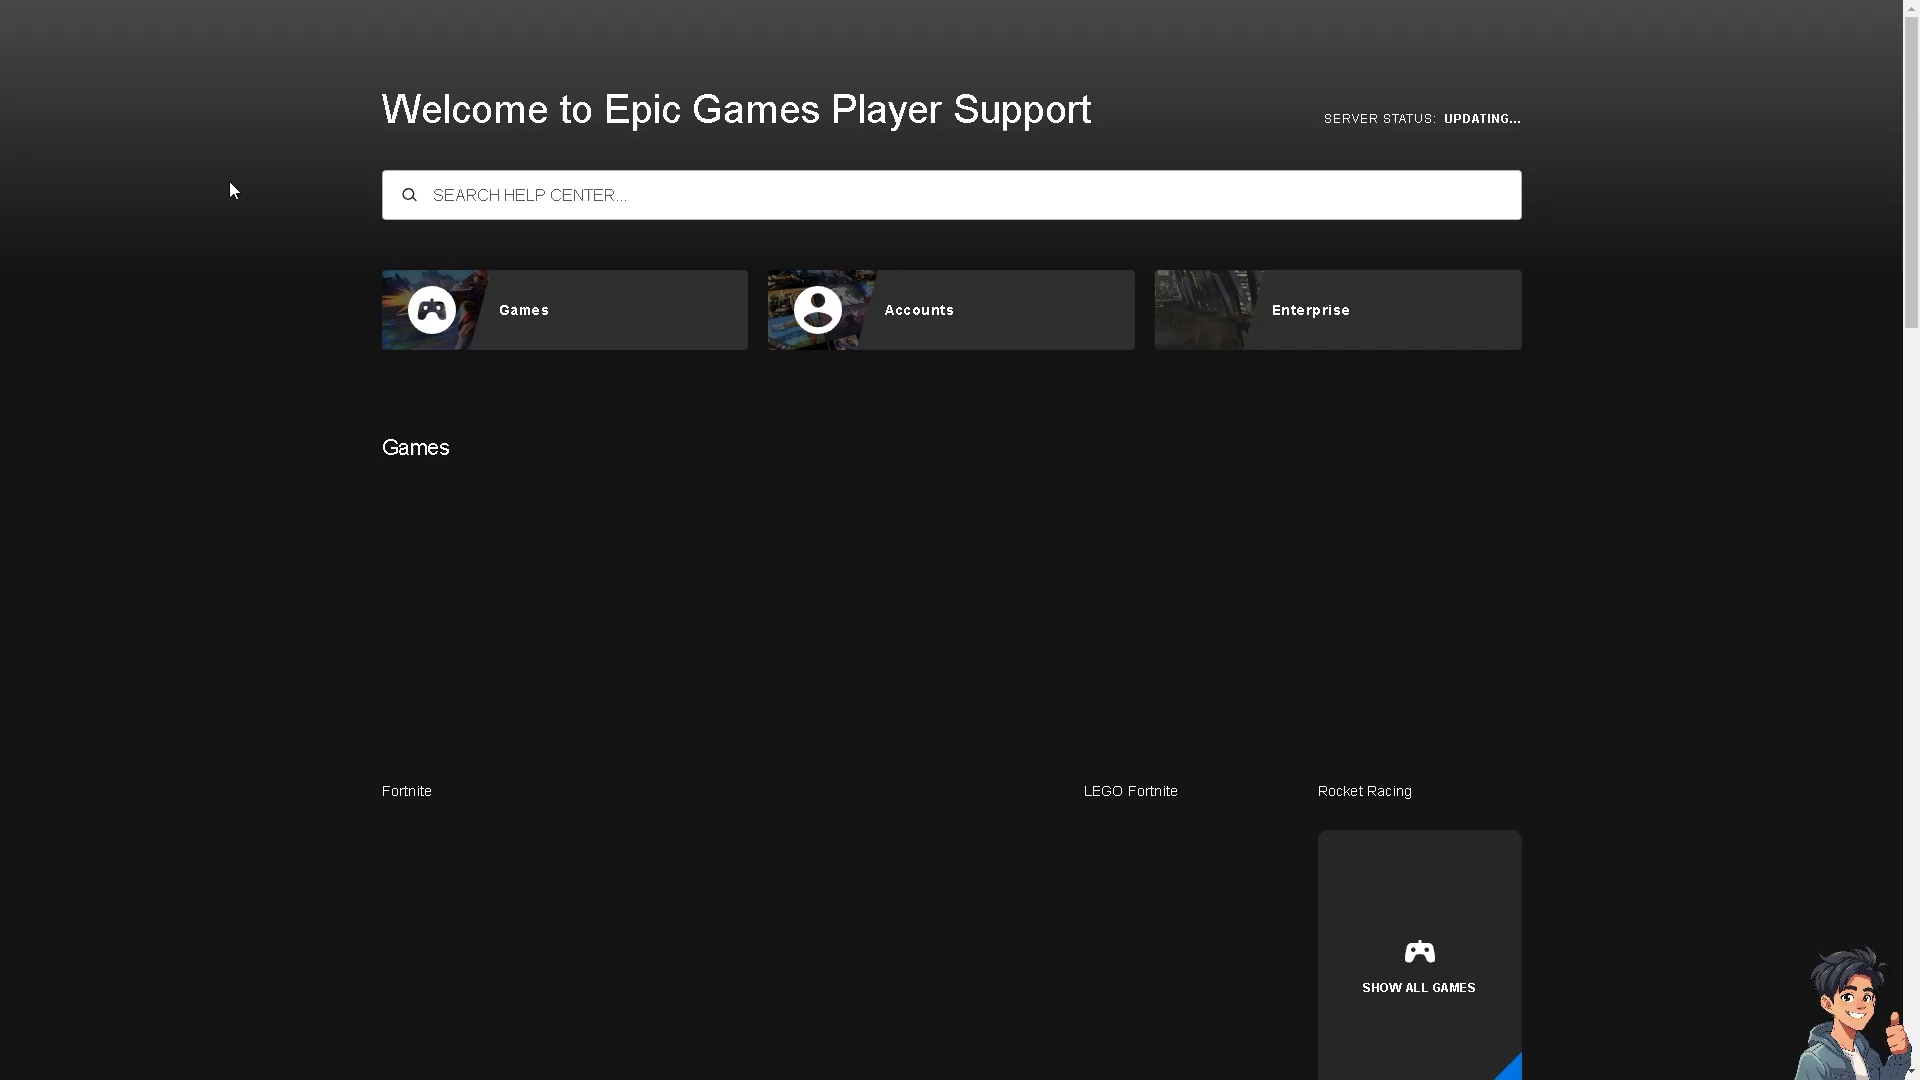 Welcome to Epic Games Player Support
SERVER STATUS: UPDATING...
SEARCH HELP CENTER...
Games
Accounts
Enterprise
Games
Fortnite
LEGO Fortnite
Rocket Racing
SHOW ALL GAMES